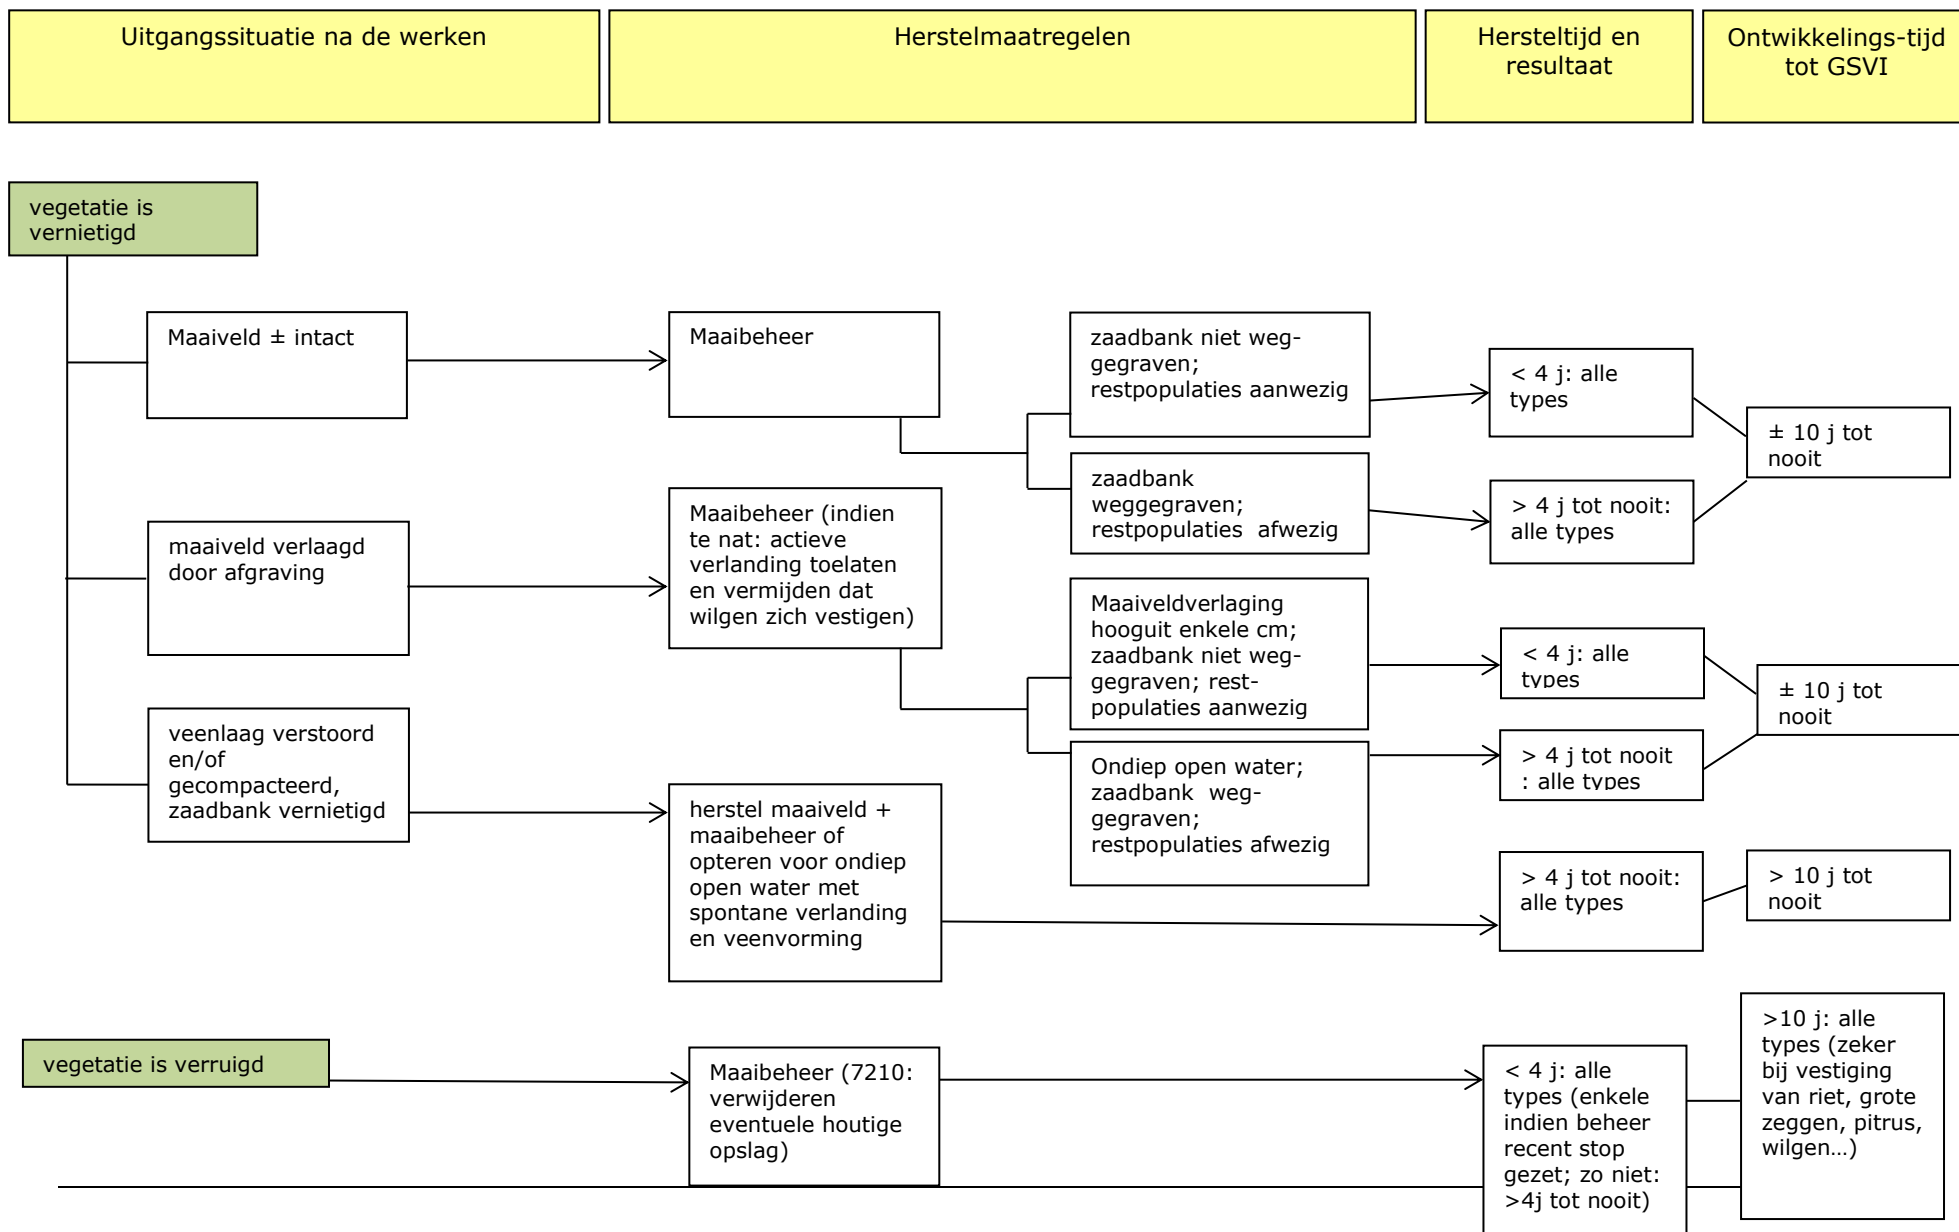 Uitgangssituatie na de werken
Herstelmaatregelen
Hersteltijd en
resultaat
Ontwikkelings-tijd
tot GSVI
vegetatie is
vernietigd
Maaiveld ± intact
Maaibeheer
zaadbank niet weg-
gegraven;
restpopulaties aanwezig
< 4 j: alle
types
± 10 j tot
nooit
zaadbank
weggegraven;
restpopulaties afwezig
> 4 j tot nooit:
alle types
maaiveld verlaagd
door afgraving
Maaibeheer (indien
te nat: actieve
verlanding toelaten
en vermijden dat
wilgen zich vestigen)
Maaiveldverlaging
hooguit enkele cm;
zaadbank niet weg-
gegraven; rest-
populaties aanwezig
< 4 j: alle
types
± 10 j tot
nooit
Ondiep open water;
zaadbank weg-
gegraven;
restpopulaties afwezig
> 4 j tot nooit
: alle types
veenlaag verstoord
en/of
gecompacteerd,
zaadbank vernietigd
herstel maaiveld +
maaibeheer of
opteren voor ondiep
open water met
spontane verlanding
en veenvorming
> 4 j tot nooit:
alle types
> 10 j tot
nooit
vegetatie is verruigd
Maaibeheer (7210:
verwijderen
eventuele houtige
opslag)
< 4 j: alle
types (enkele
indien beheer
recent stop
gezet; zo niet:
>4j tot nooit)
>10 j: alle
types (zeker
bij vestiging
van riet, grote
zeggen, pitrus,
wilgen…)